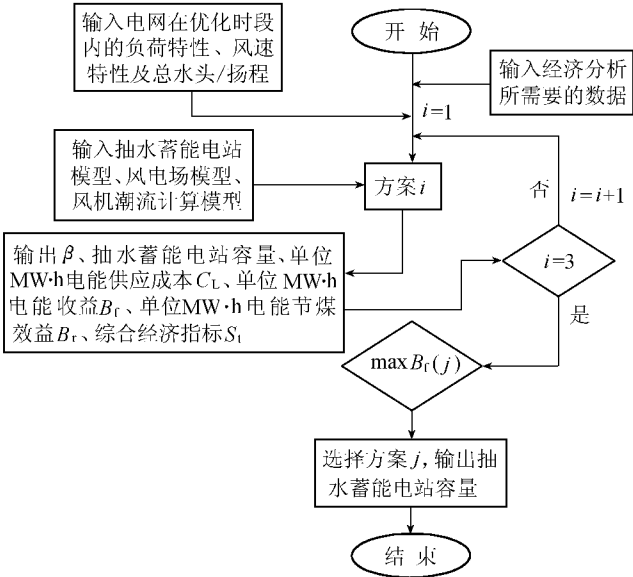 开 始
输入电网在优化时段
内的负荷特性、风速
特性及总水头/扬程
输入经济分析
所需要的数据
i=1
输入抽水蓄能电站
模型、风电场模型、
风机潮流计算模型
方案i
否
i=i+1
输出β、抽水蓄能电站容量、单位
MW·h电能供应成本CL、单位 MW·h
电能收益Bf、单位MW·h电能节煤
效益Br、综合经济指标St
i=3
是
max Bf(j)
选择方案j,输出抽
水蓄能电站容量
结 束